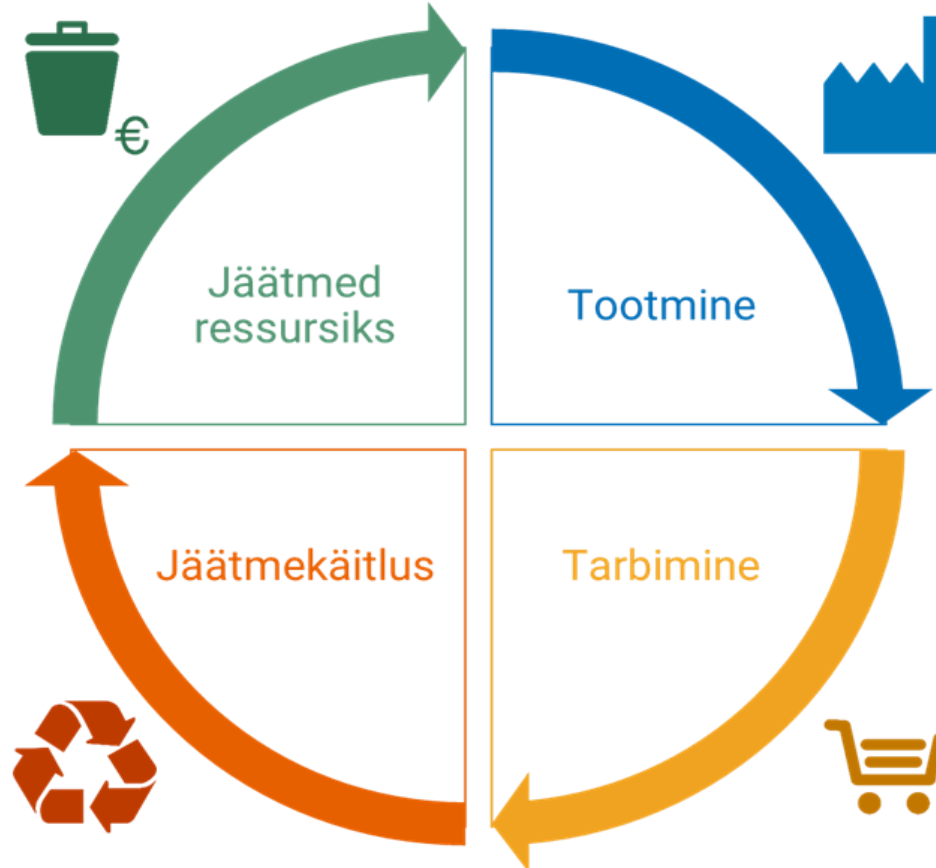 €
Jäätmed
ressursiks
Tootmine
Jäätmekäitlus
Tarbimine